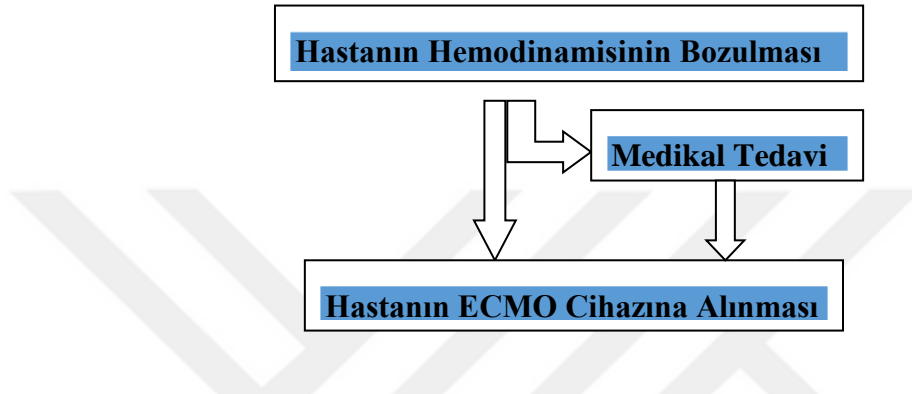 Hastanın Hemodinamisinin Bozulması
Medikal Tedavi
Hastanın ECMO Cihazına Alınması